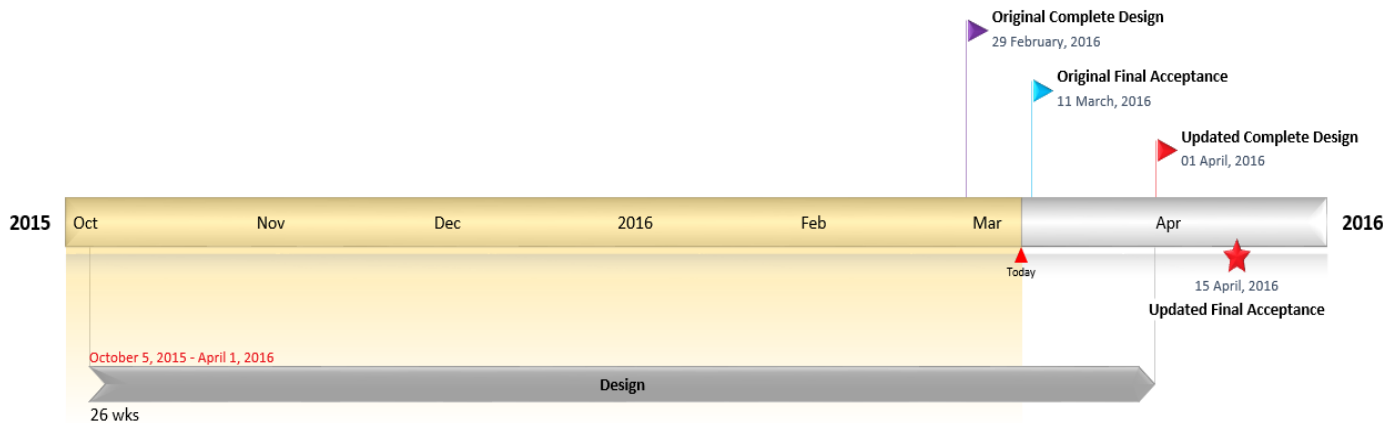 Original Complete Design
29 February, 2016
Original Final Acceptance
11 March, 2016
Updated Complete Design
01 April, 2016
2015 Oct Nov Dec 2016 Feb Mar Apr 2016
Today
15 April, 2016
Updated Final Acceptance
October 5, 2015 - April 1, 2016
Design
26 wks